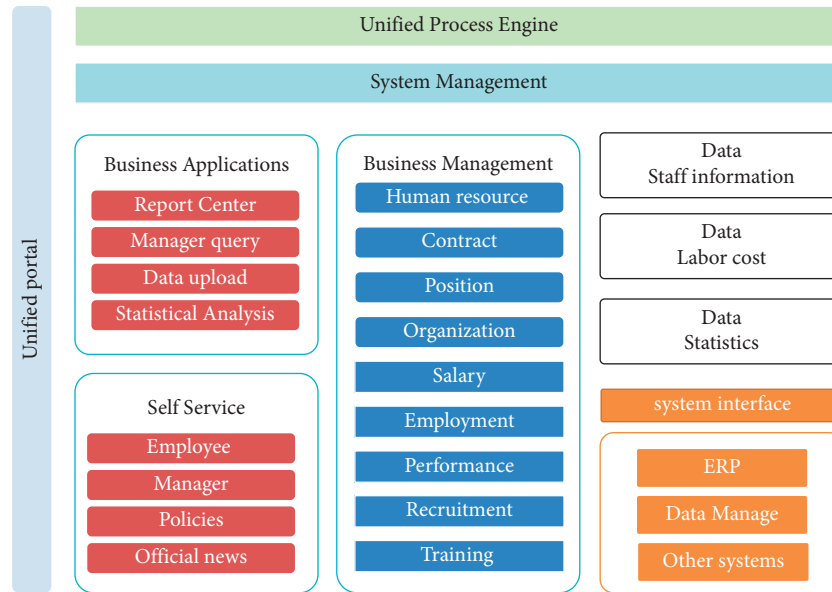 Unified portal
Unified Process Engine
System Management
Business Applications
Report Center
Manager query
Data upload
Statistical Analysis
Self Service
Employee
Manager
Policies
Official news
Business Management
Human resource
Contract
Position
Organization
Salary
Employment
Performance
Recruitment
Training
Data
Staff information
Data
Labor cost
Data
Statistics
system interface
ERP
Data Manage
Other systems